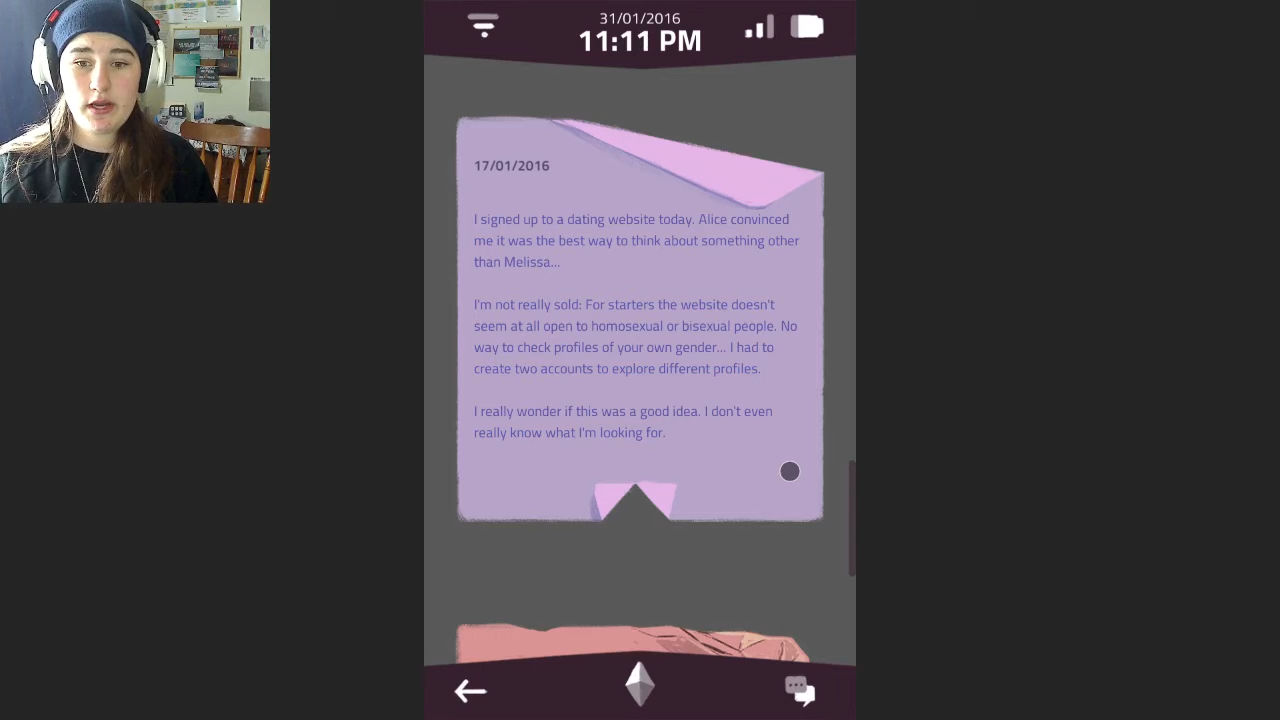 31/01/2016
11:11 PM
17/01/2016
I signed up to a dating website today. Alice convinced
me it was the best way to think about something other
than Melissa...
I'm not really sold: For starters the website doesn't
seem at all open to homosexual or bisexual people. No
way to check profiles of your own gender... I had to
create two accounts to explore different profiles.
I really wonder if this was a good idea. I don't even
really know what I'm looking for.